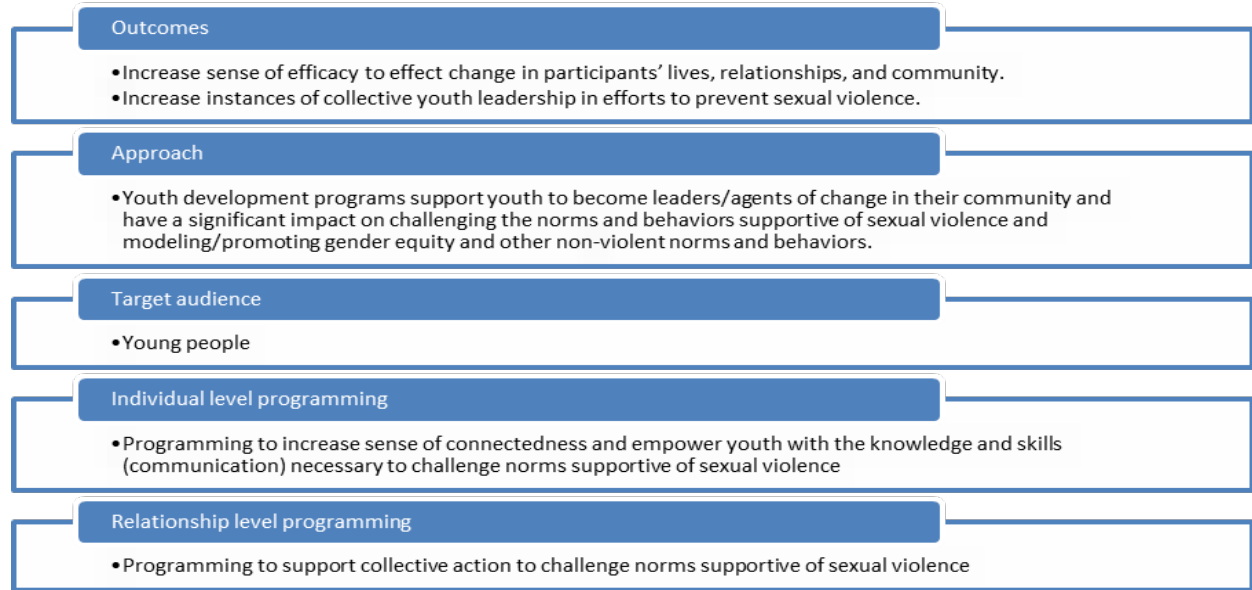 Outcomes
•Increase sense of efficacy to effect change in participants’ lives, relationships, and community.
•Increase instances of collective youth leadership in efforts to prevent sexual violence.
Approach
•Youth development programs support youth to become leaders/agents of change in their community and
have a significant impact on challenging the norms and behaviors supportive of sexual violence and
modeling/promoting gender equity and other non-violent norms and behaviors.
Target audience
•Young people
Individual level programming
•Programming to increase sense of connectedness and empower youth with the knowledge and skills
(communication) necessary to challenge norms supportive of sexual violence
Relationship level programming
•Programming to support collective action to challenge norms supportive of sexual violence